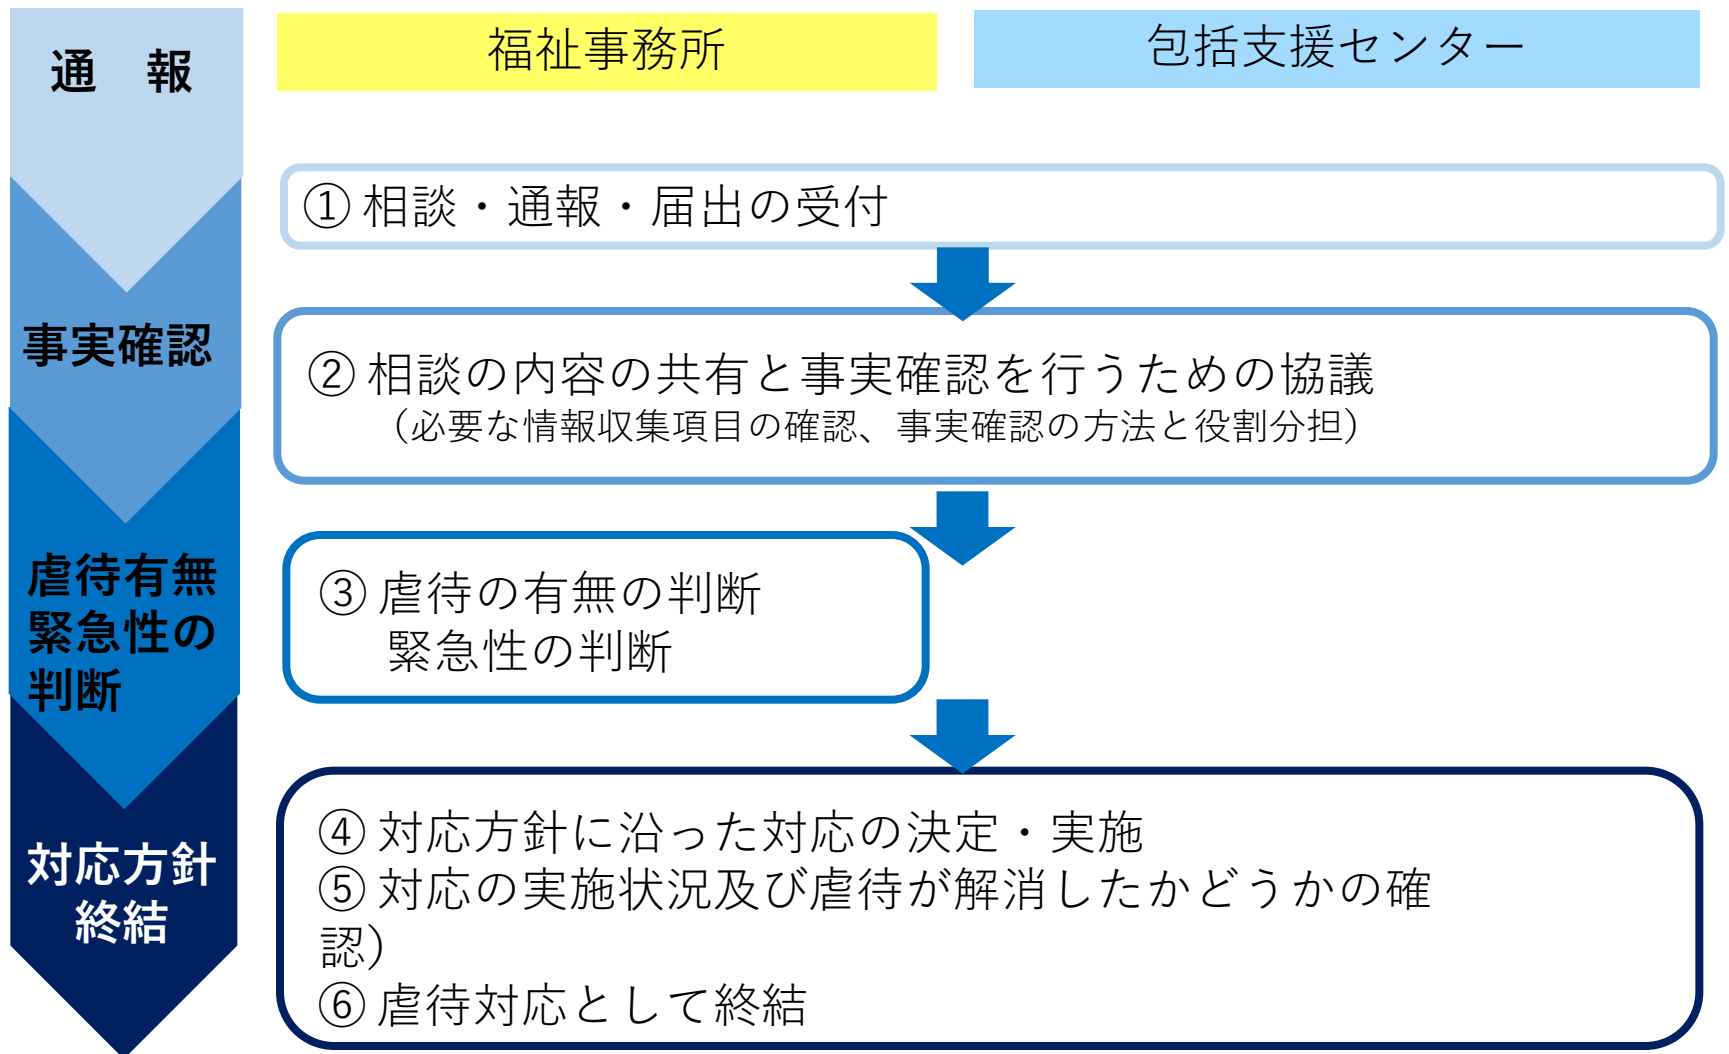 通　報
福祉事務所
包括支援センター
①相談・通報・届出の受付
事実確認
②相談の内容の共有と事実確認を行うための協議
（必要な情報収集項目の確認、事実確認の方法と役割分担）
虐待有無
緊急性の
判断
③虐待の有無の判断
緊急性の判断
対応方針
終結
④対応方針に沿った対応の決定・実施
⑤対応の実施状況及び虐待が解消したかどうかの確
認）
⑥虐待対応として終結